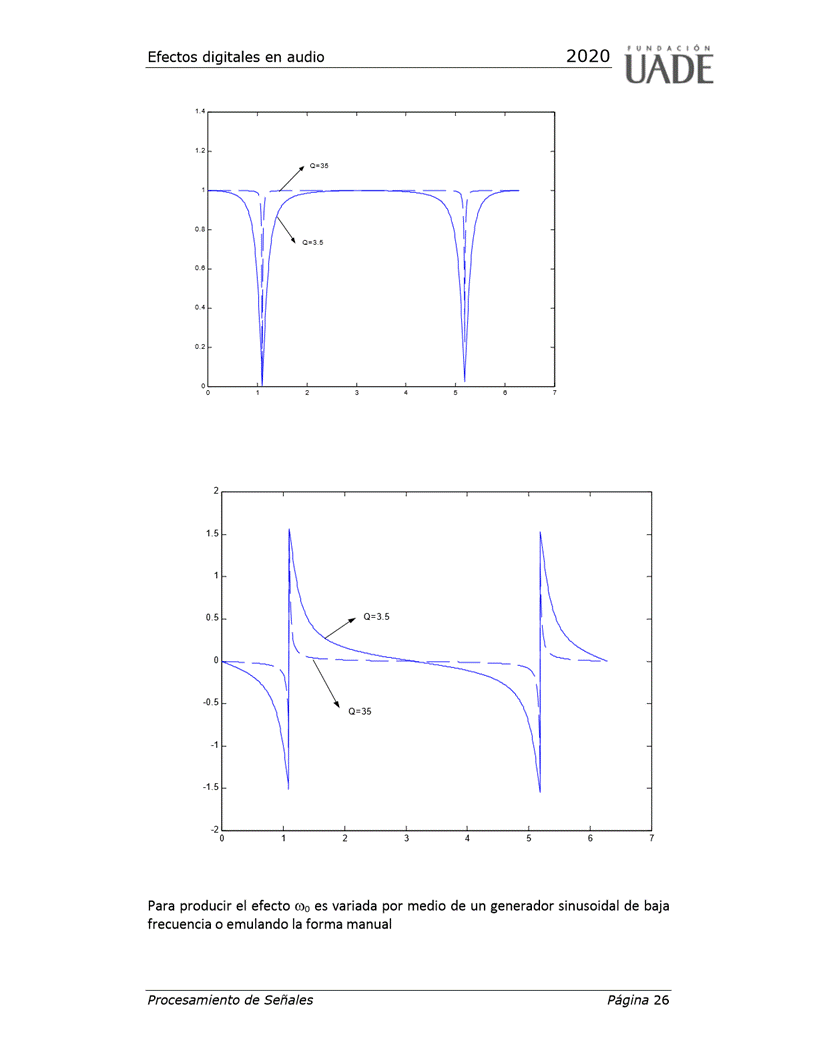 Efectos digitales en audio 2020
FUNDACIÓN
UADE
1.4
1.2
1
0.8
0.6
0.4
0.2
0
0 1 2 3 4 5 6 7
Q=35
Q=3.5
2
1.5
1
0.5
0
-0.5
-1
-1.5
-2
0 1 2 3 4 5 6 7
Q=3.5
Q=35
Para producir el efecto ω₀ es variada por medio de un generador sinusoidal de baja
frecuencia o emulando la forma manual
Procesamiento de Señales Página 26